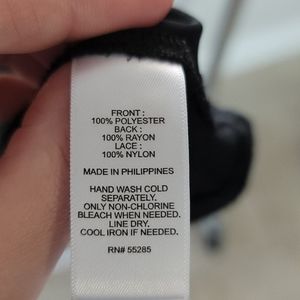 FRONT :
100% POLYESTER
BACK :
100% RAYON
LACE :
100% NYLON
MADE IN PHILIPPINES
HAND WASH COLD
SEPARATELY.
ONLY NON-CHLORINE
BLEACH WHEN NEEDED.
LINE DRY,
COOL IRON IF NEEDED.
RN# 55285